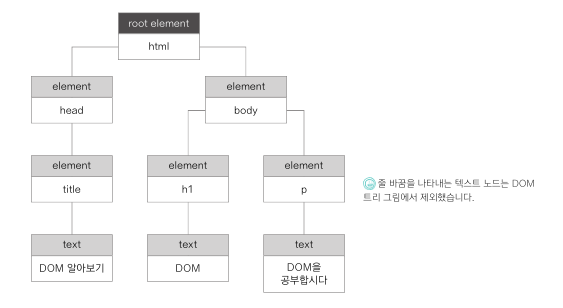 root element
html
element
head
element
body
element
title
element
h1
element
p
줄 바꿈을 나타내는 텍스트 노드는 DOM
트리 그림에서 제외했습니다.
text
DOM 알아보기
text
DOM
text
DOM을
공부합시다